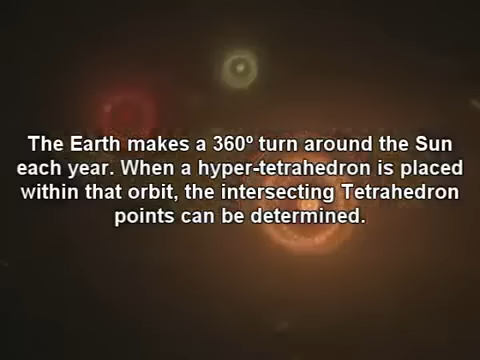 The Earth makes a 360º turn around the Sun
each year. When a hyper-tetrahedron is placed
within that orbit, the intersecting Tetrahedron
points can be determined.